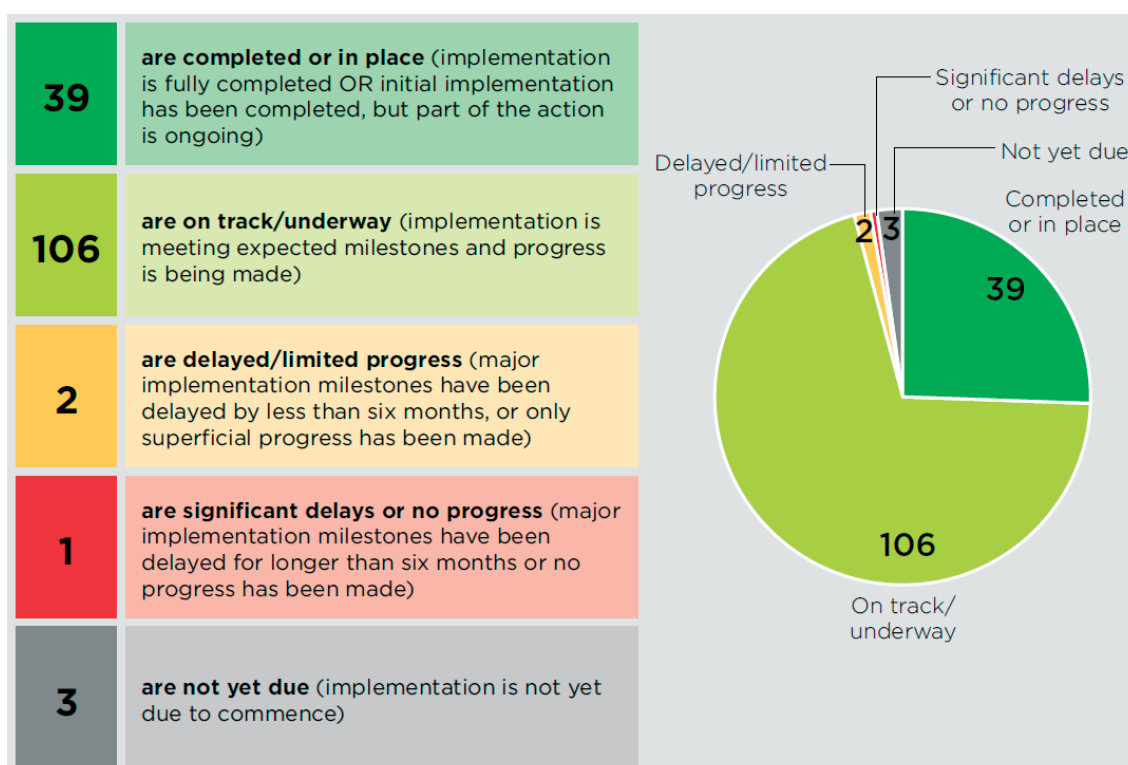 39
are completed or in place (implementation
is fully completed OR initial implementation
has been completed, but part of the action
is ongoing)
106
are on track/underway (implementation is
meeting expected milestones and progress
is being made)
2
are delayed/limited progress (major
implementation milestones have been
delayed by less than six months, or only
superficial progress has been made)
1
are significant delays or no progress (major
implementation milestones have been
delayed for longer than six months or no
progress has been made)
3
are not yet due (implementation is not yet
due to commence)
Significant delays
or no progress
Not yet due
Delayed/limited
progress
Completed
or in place
2
3
39
106
On track/
underway